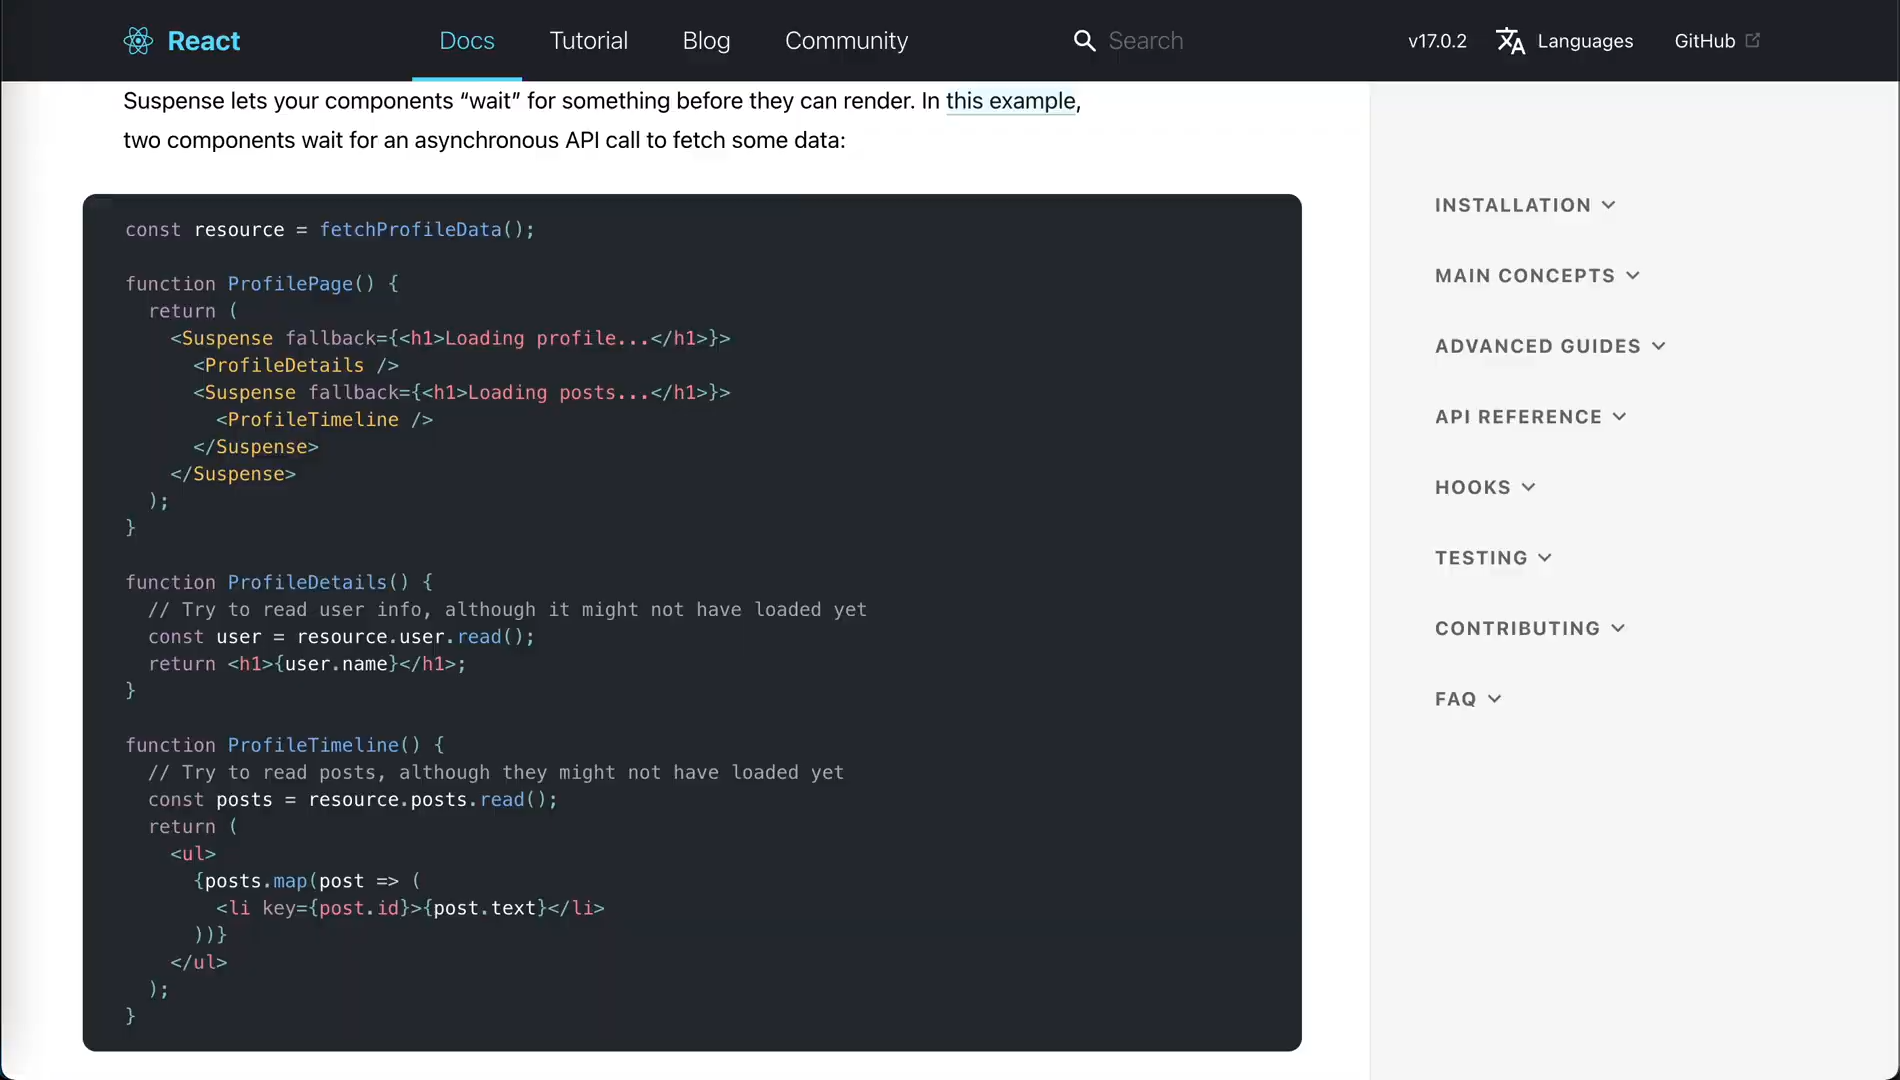 React
Docs
Tutorial
Blog
Community
Search
v17.0.2
Languages
GitHub
Suspense lets your components “wait” for something before they can render. In this example,
two components wait for an asynchronous API call to fetch some data:
const resource = fetchProfileData();
function ProfilePage() {
  return (
    <Suspense fallback={<h1>Loading profile...</h1>}>
      <ProfileDetails />
      <Suspense fallback={<h1>Loading posts...</h1>}>
        <ProfileTimeline />
      </Suspense>
    </Suspense>
  );
}
function ProfileDetails() {
  // Try to read user info, although it might not have loaded yet
  const user = resource.user.read();
  return <h1>{user.name}</h1>;
}
function ProfileTimeline() {
  // Try to read posts, although they might not have loaded yet
  const posts = resource.posts.read();
  return (
    <ul>
      {posts.map(post => (
        <li key={post.id}>{post.text}</li>
      ))}
    </ul>
  );
}
INSTALLATION
MAIN CONCEPTS
ADVANCED GUIDES
API REFERENCE
HOOKS
TESTING
CONTRIBUTING
FAQ